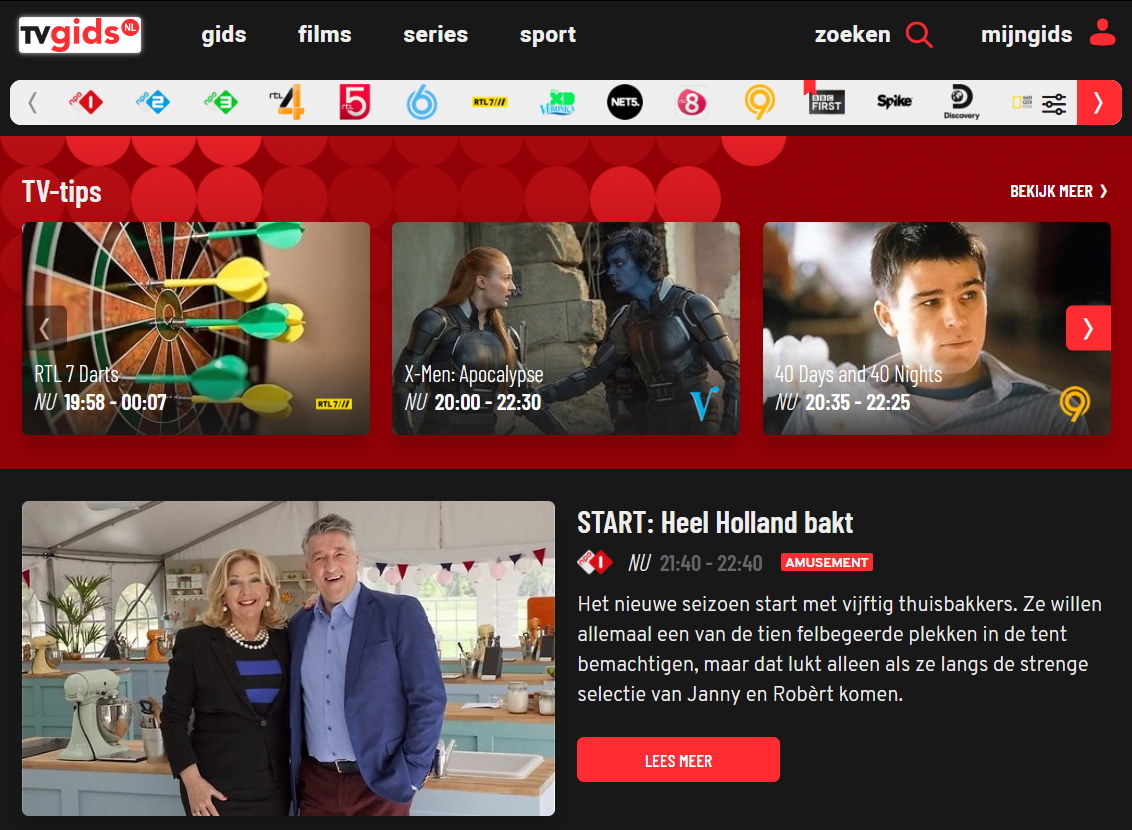 TVgids NL
gids films series sport zoeken mijngids
npo 1 npo 2 npo 3 rtl 4 rtl 5 6 RTL 7 XD VERONICA NET5. rtl 8 9 BBC FIRST Spike Discovery
TV-tips
BEKIJK MEER
RTL 7 Darts
NU 19:58 - 00:07
RTL 7
X-Men: Apocalypse
NU 20:00 - 22:30
V
40 Days and 40 Nights
NU 20:35 - 22:25
9
START: Heel Holland bakt
npo 1 NU 21:40 - 22:40 AMUSEMENT
Het nieuwe seizoen start met vijftig thuisbakkers. Ze willen
allemaal een van de tien felbegeerde plekken in de tent
bemachtigen, maar dat lukt alleen als ze langs de strenge
selectie van Janny en Robèrt komen.
LEES MEER